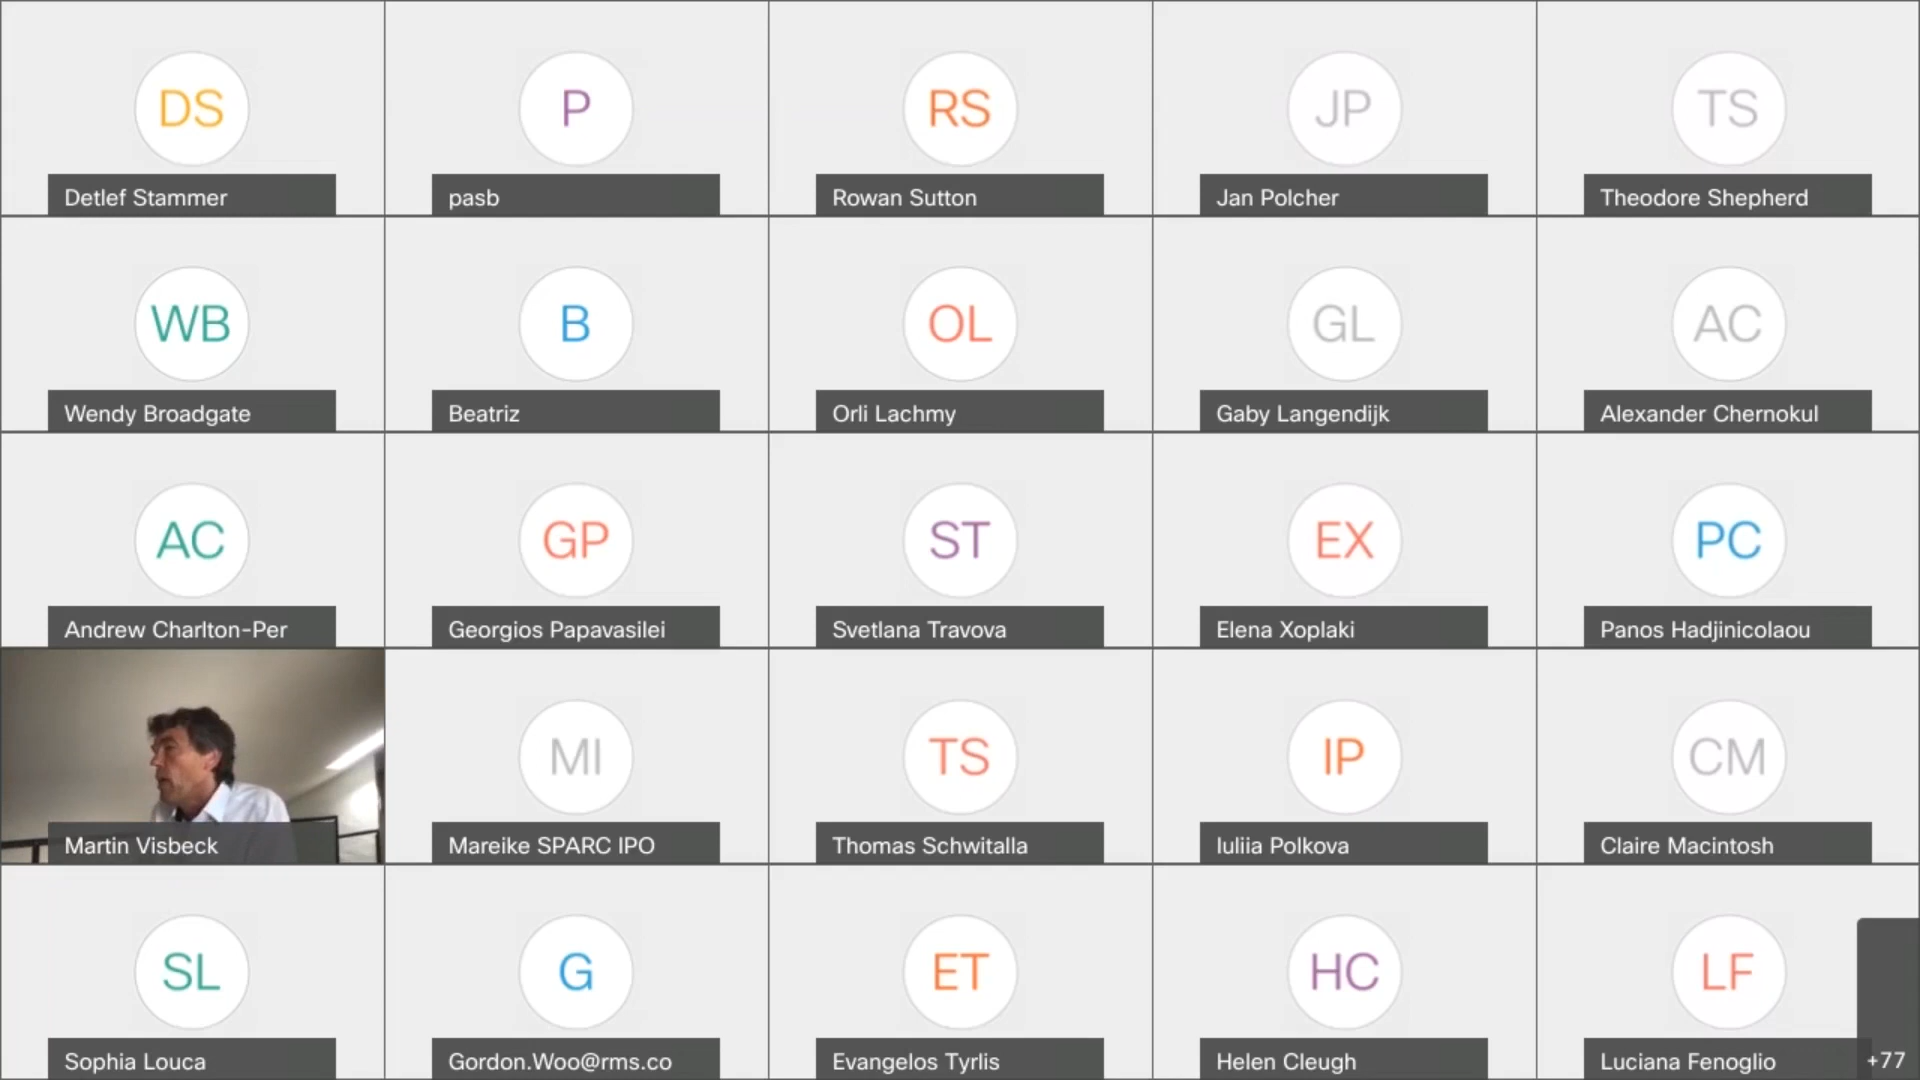 DS
P
RS
JP
TS
Detlef Stammer
pasb
Rowan Sutton
Jan Polcher
Theodore Shepherd
WB
B
OL
GL
AC
Wendy Broadgate
Beatriz
Orli Lachmy
Gaby Langendijk
Alexander Chernokul
AC
GP
ST
EX
PC
Andrew Charlton-Per
Georgios Papavasilei
Svetlana Travova
Elena Xoplaki
Panos Hadjinicolaou
MI
TS
IP
CM
Martin Visbeck
Mareike SPARC IPO
Thomas Schwitalla
Iuliia Polkova
Claire Macintosh
SL
G
ET
HC
LF
Sophia Louca
Gordon.Woo@rms.co
Evangelos Tyrlis
Helen Cleugh
Luciana Fenoglio
+77